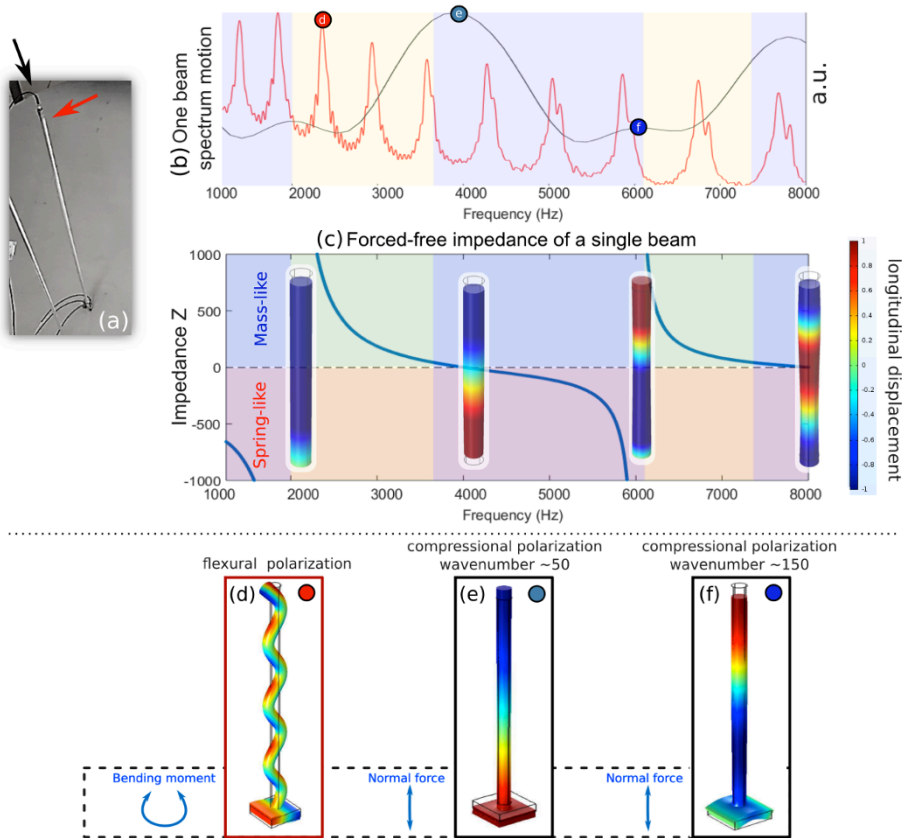 (a)
(b) One beam
spectrum motion
d
e
f
a.u.
1000 2000 3000 4000 5000 6000 7000 8000
Frequency (Hz)
(c) Forced-free impedance of a single beam
Impedance Z
Mass-like
Spring-like
1000
500
0
-500
-1000
1000 2000 3000 4000 5000 6000 7000 8000
Frequency (Hz)
1
0.8
0.6
0.4
0.2
0
-0.2
-0.4
-0.6
-0.8
-1
longitudinal displacement
flexural polarization
compressional polarization
wavenumber ~50
compressional polarization
wavenumber ~150
(d)
(e)
(f)
Bending moment
Normal force
Normal force